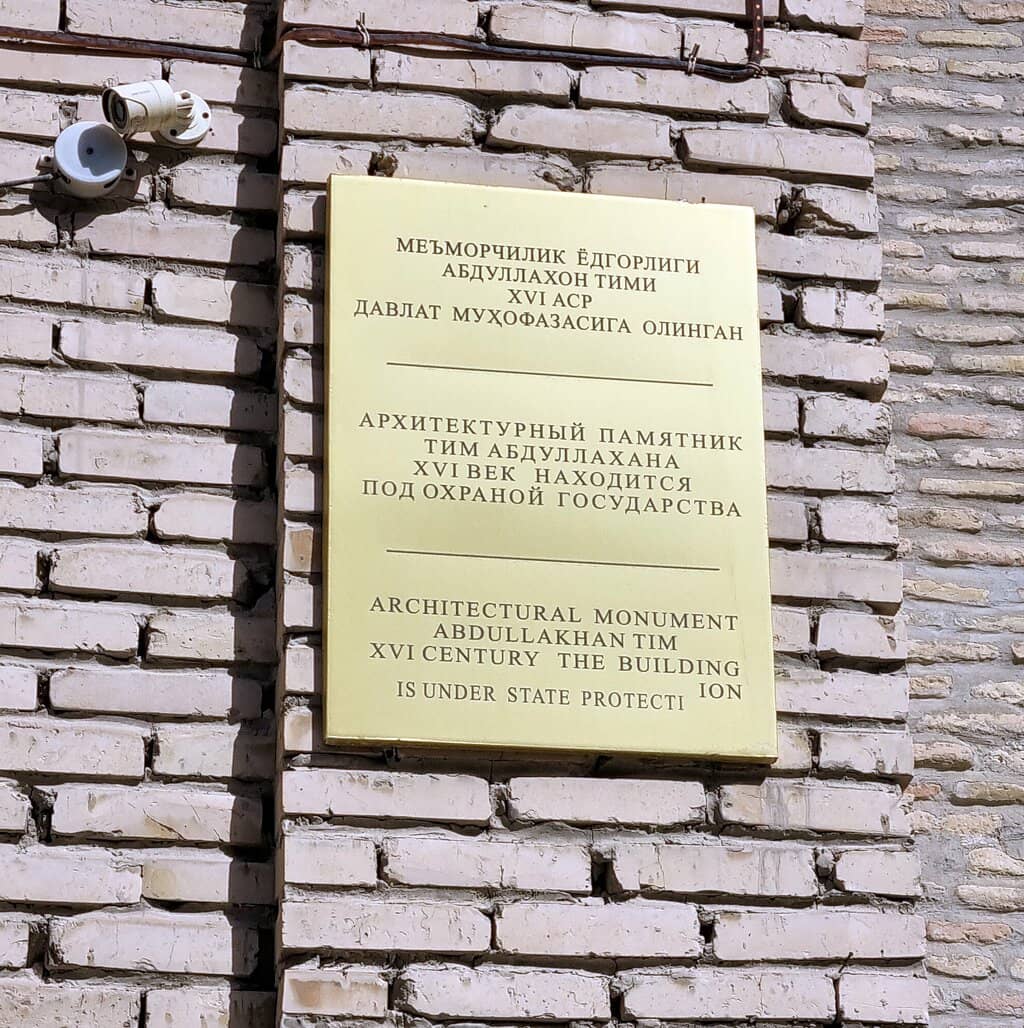 МЕЪМОРЧИЛИК ЁДГОРЛИГИ
АБДУЛЛАХОН ТИМИ
XVI АСР
ДАВЛАТ МУҲОФАЗАСИГА ОЛИНГАН
АРХИТЕКТУРНЫЙ ПАМЯТНИК
ТИМ АБДУЛЛАХАНА
XVI ВЕК НАХОДИТСЯ
ПОД ОХРАНОЙ ГОСУДАРСТВА
ARCHITECTURAL MONUMENT
ABDULLAKHAN TIM
XVI CENTURY THE BUILDING
IS UNDER STATE PROTECTI ION